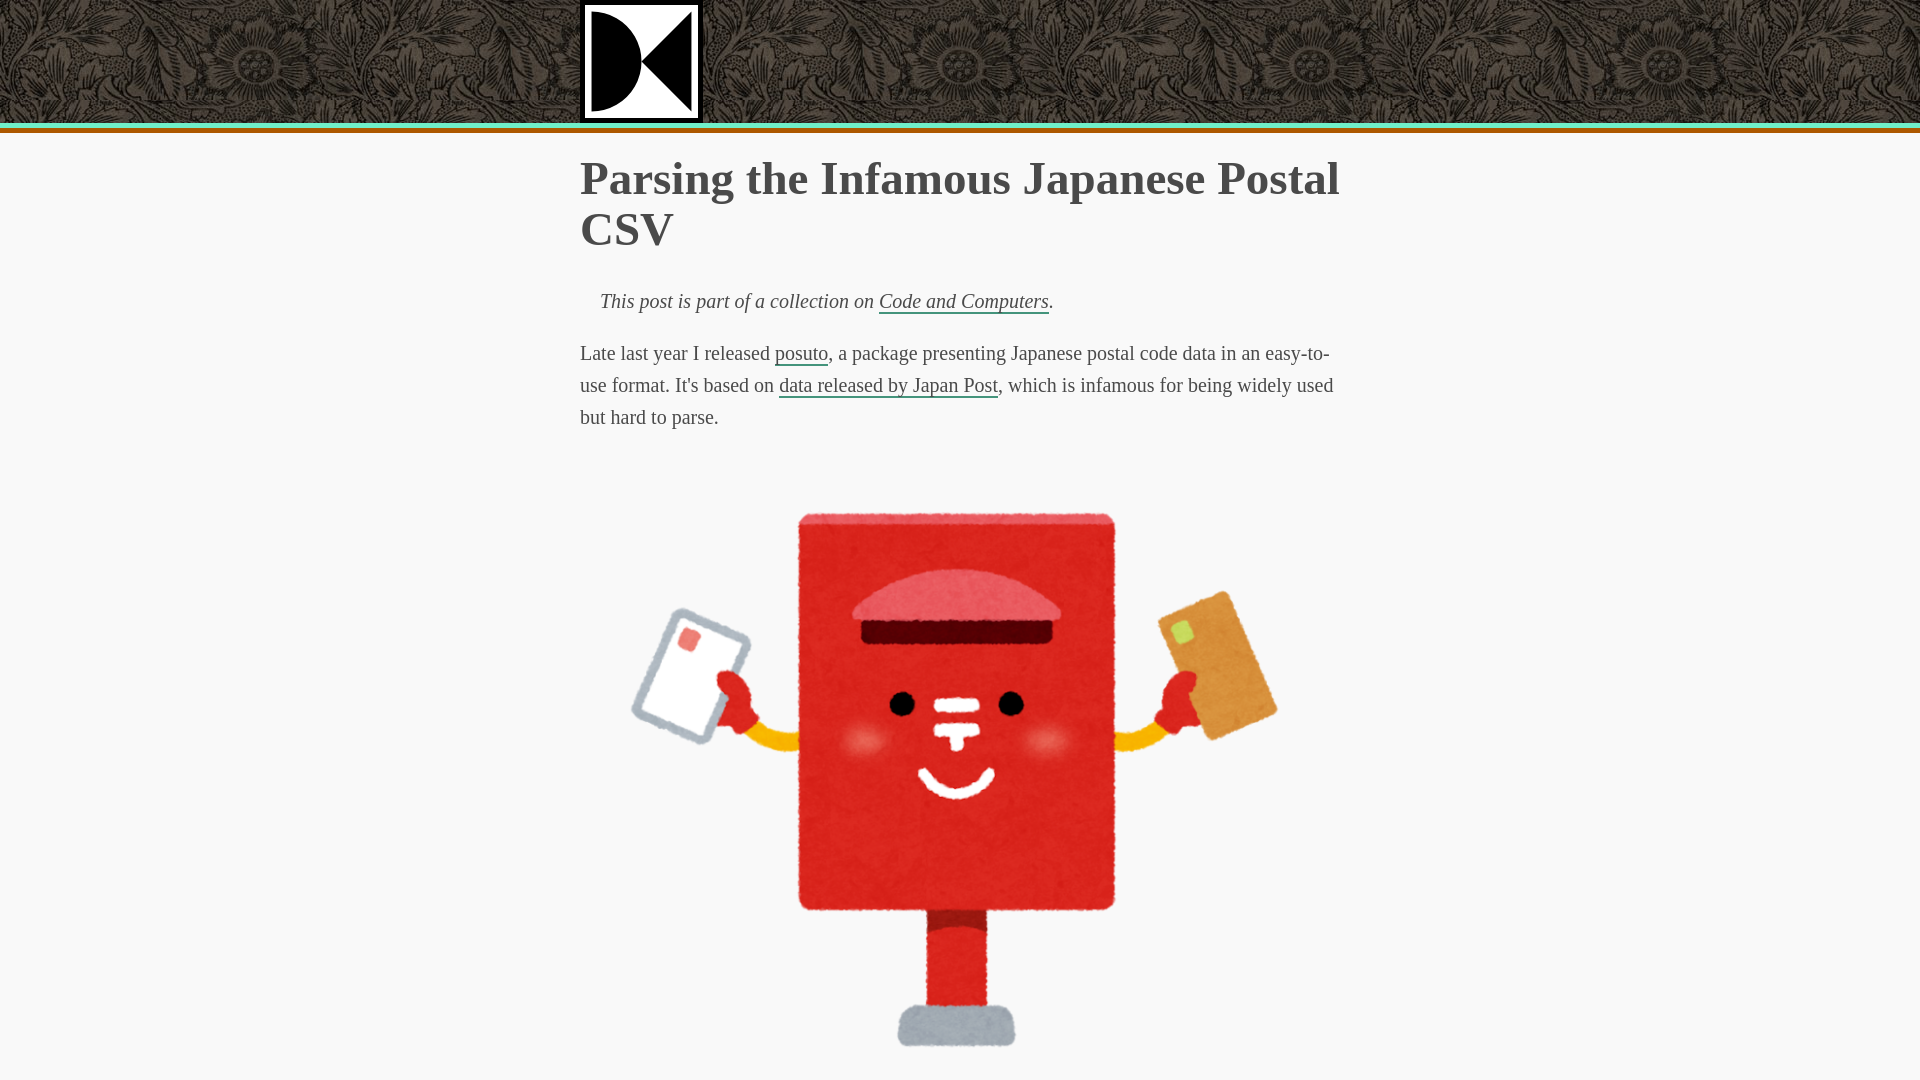 Parsing the Infamous Japanese Postal
CSV
This post is part of a collection on Code and Computers.
Late last year I released posuto, a package presenting Japanese postal code data in an easy-to-
use format. It's based on data released by Japan Post, which is infamous for being widely used
but hard to parse.